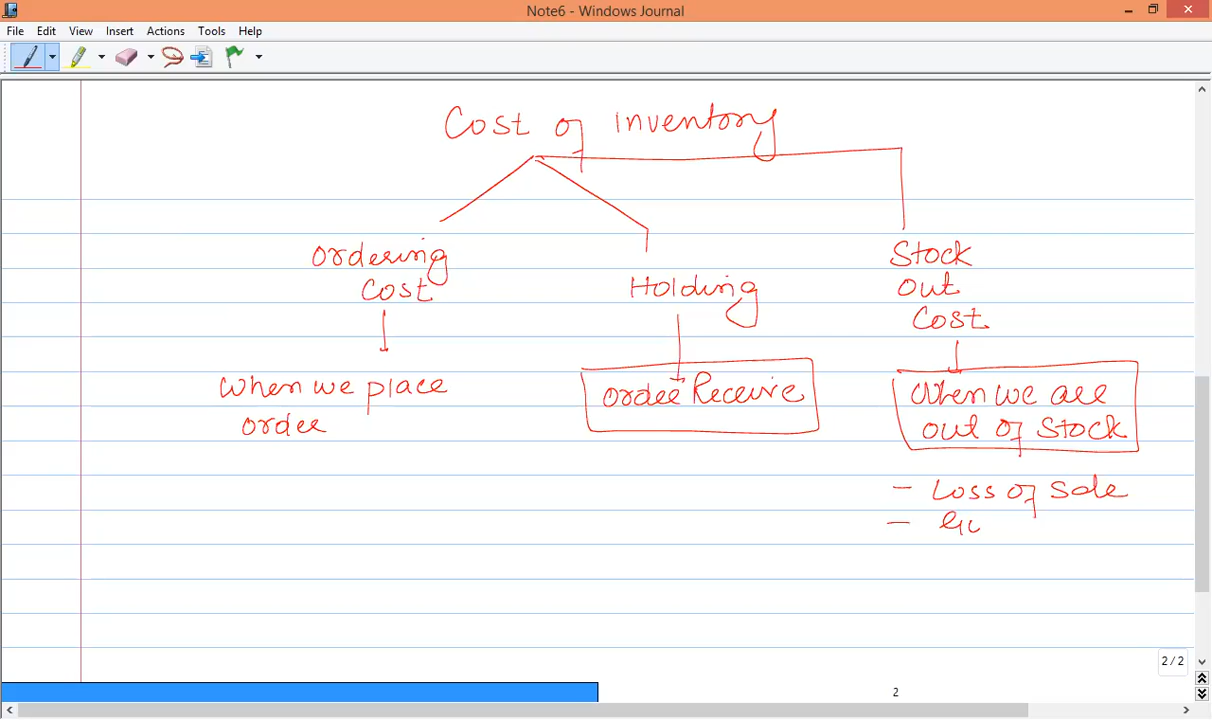 Note6 - Windows Journal
File Edit View Insert Actions Tools Help
Cost of inventory
ordering
Cost
When we place
order
Holding
order Receive
Stock
Out
Cost
When we are
out of Stock
- Loss of Sale
-
2 / 2
2